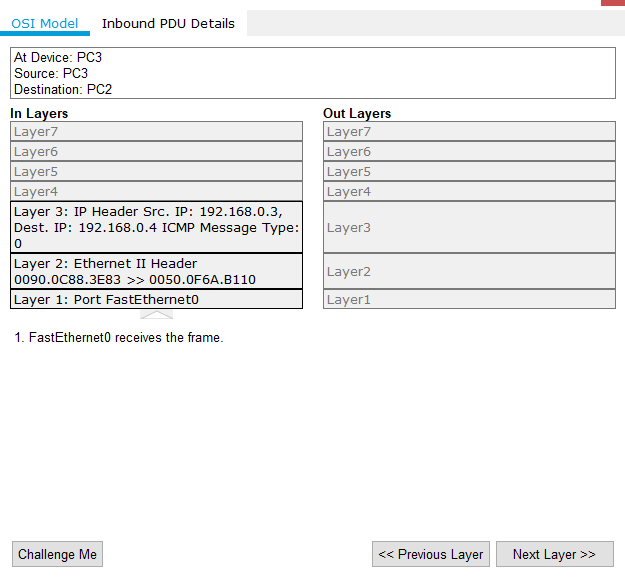 OSI Model Inbound PDU Details
At Device: PC3
Source: PC3
Destination: PC2
In Layers
Layer7
Layer6
Layer5
Layer4
Layer 3: IP Header Src. IP: 192.168.0.3,
Dest. IP: 192.168.0.4 ICMP Message Type:
0
Layer 2: Ethernet II Header
0090.0C88.3E83 >> 0050.0F6A.B110
Layer 1: Port FastEthernet0
Out Layers
Layer7
Layer6
Layer5
Layer4
Layer3
Layer2
Layer1
1. FastEthernet0 receives the frame.
Challenge Me
<< Previous Layer
Next Layer >>